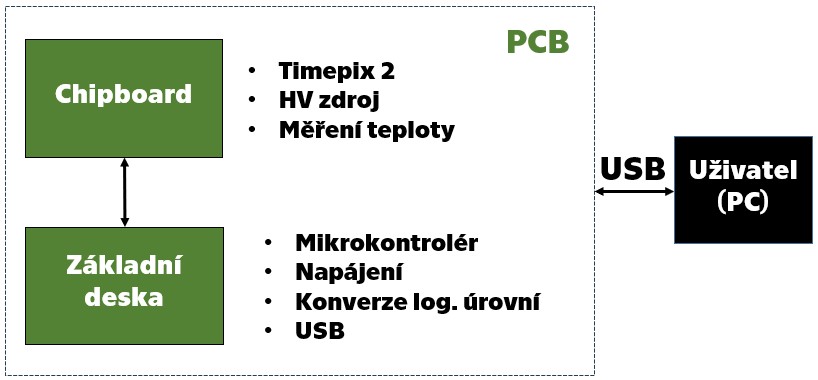 PCB
Chipboard
• Timepix 2
• HV zdroj
• Měření teploty
USB
Uživatel
(PC)
Základní
deska
• Mikrokontrolér
• Napájení
• Konverze log. úrovní
• USB